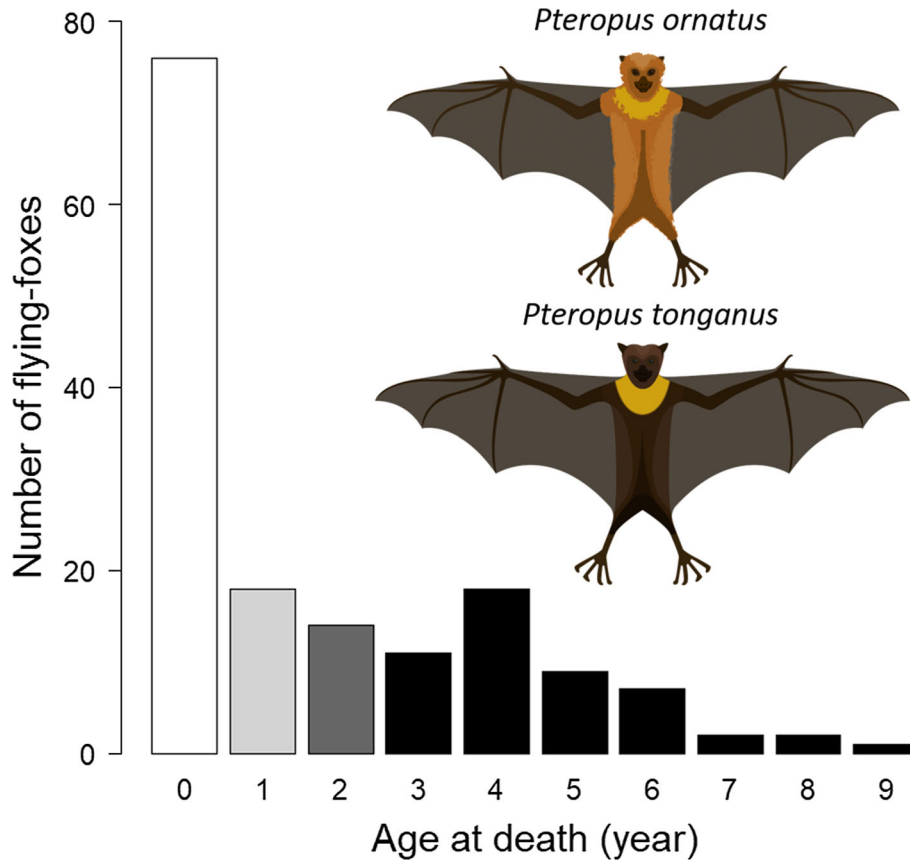 Pteropus ornatus
Pteropus tonganus
Number of flying-foxes
80
60
40
20
0
0 1 2 3 4 5 6 7 8 9
Age at death (year)